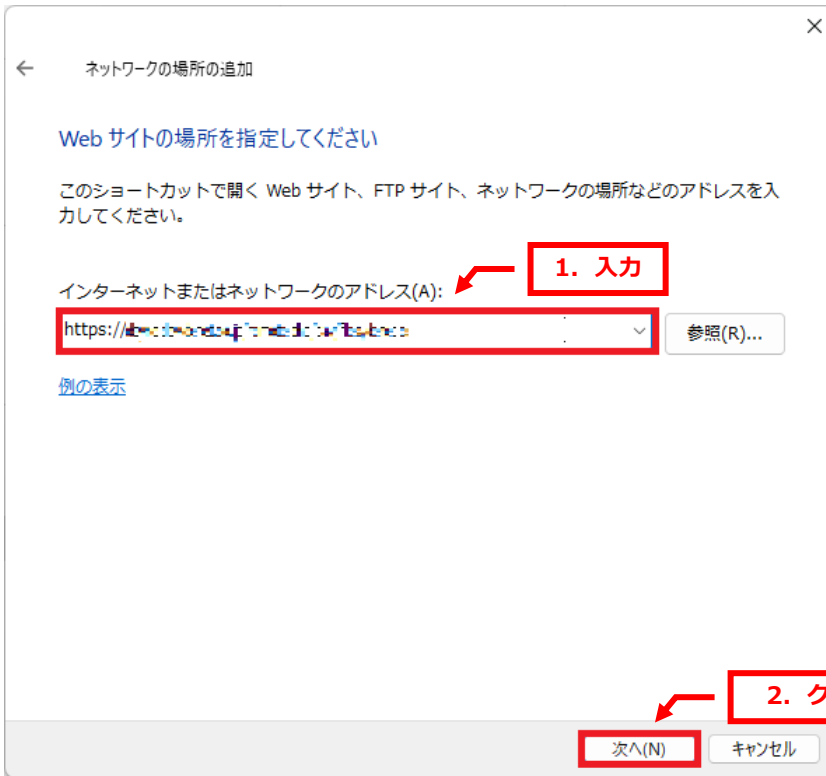 ネットワークの場所の追加
Web サイトの場所を指定してください
このショートカットで開く Web サイト、FTP サイト、ネットワークの場所などのアドレスを入
力してください。
1. 入力
インターネットまたはネットワークのアドレス(A):
https://
参照(R)...
例の表示
2. ク
次へ(N)
キャンセル